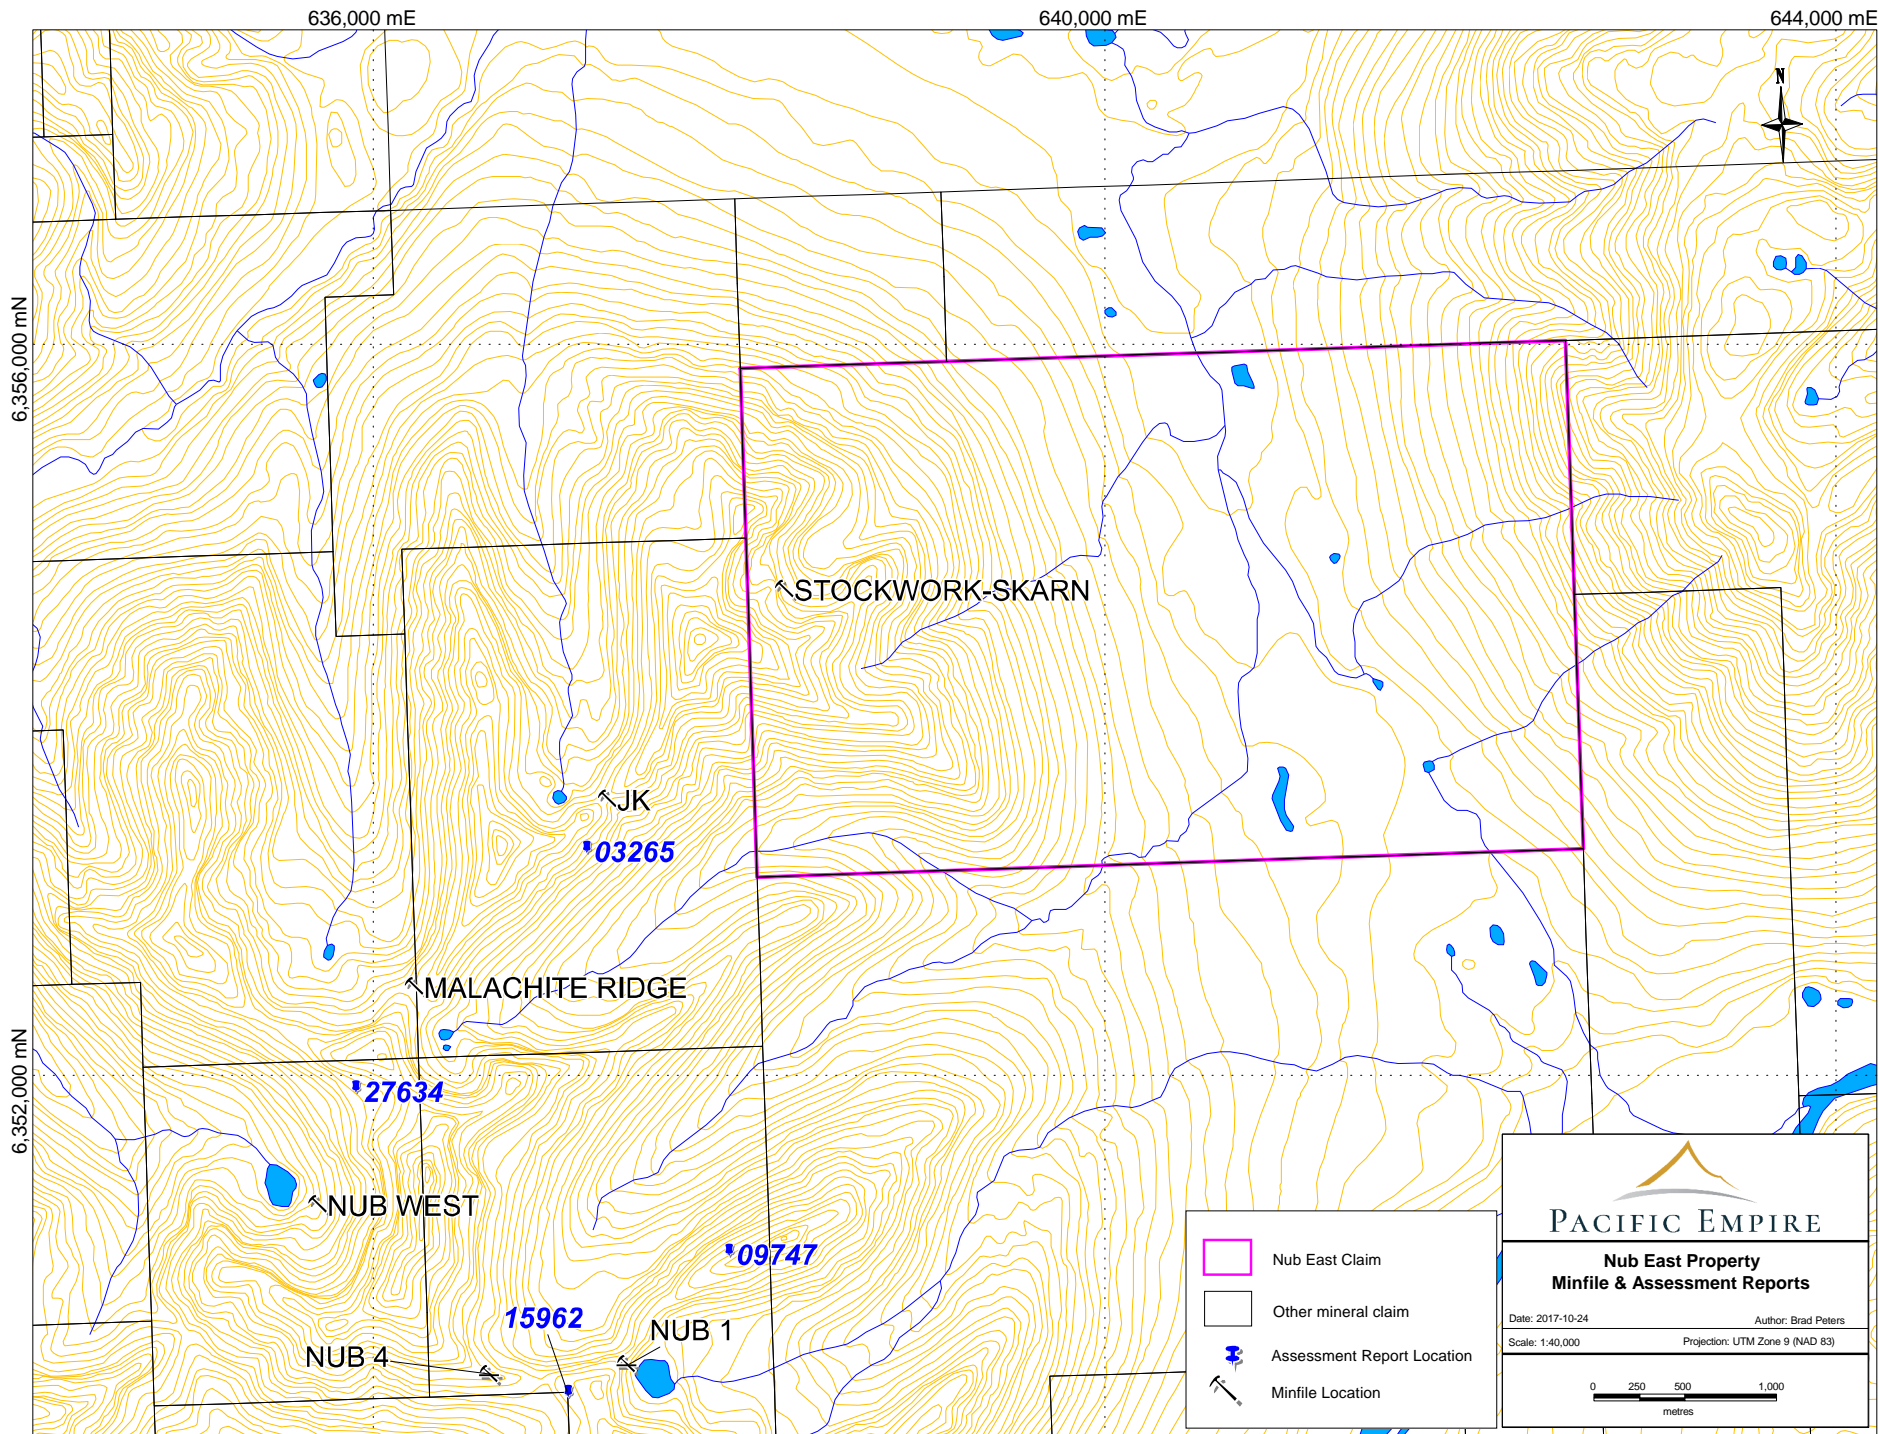 636,000 mE
640,000 mE
644,000 mE
N
6,356,000 mN
STOCKWORK-SKARN
JK
03265
MALACHITE RIDGE
6,352,000 mN
27634
NUB WEST
09747
15962
NUB 1
NUB 4
Nub East Claim
Other mineral claim
Assessment Report Location
Minfile Location
PACIFIC EMPIRE
Nub East Property
Minfile & Assessment Reports
Date: 2017-10-24
Author: Brad Peters
Scale: 1:40,000
Projection: UTM Zone 9 (NAD 83)
0 250 500 1,000
metres